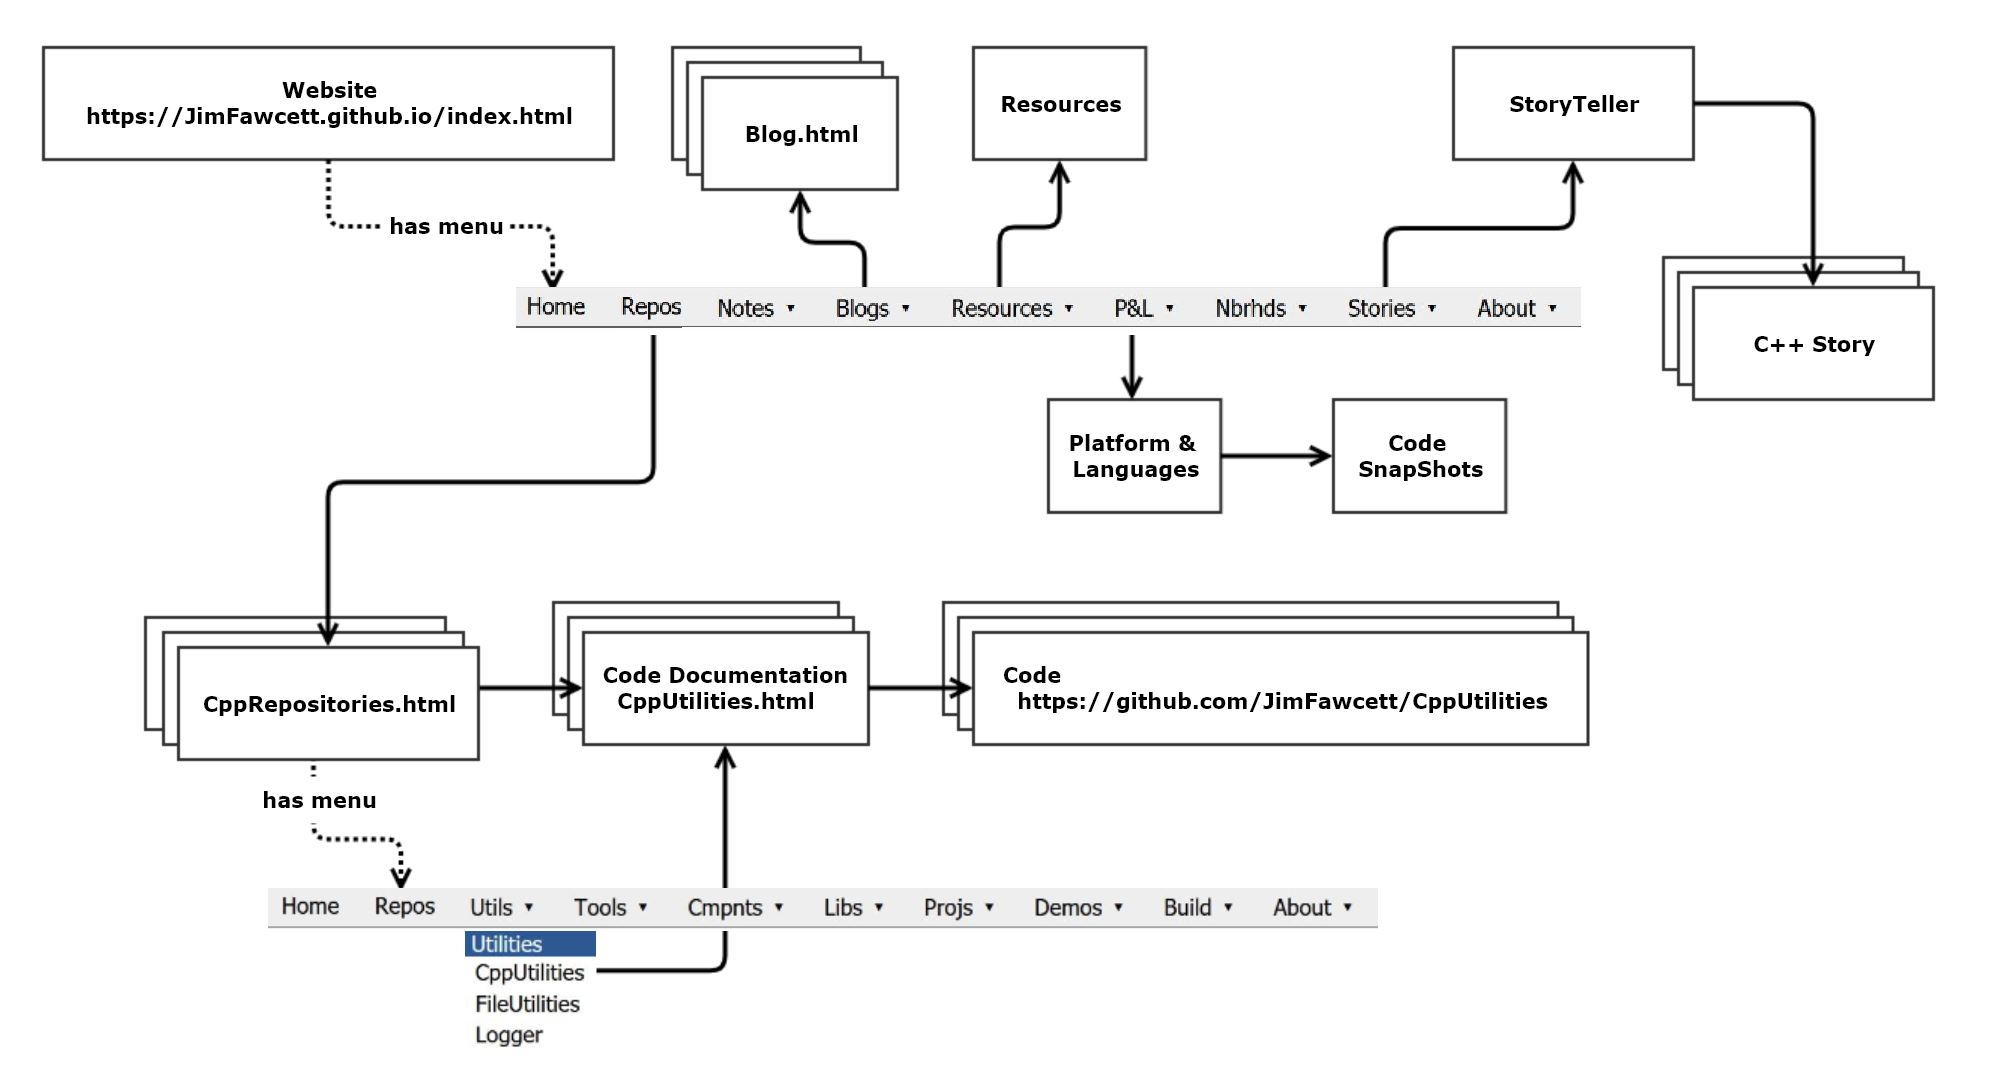 Website
https://JimFawcett.github.io/index.html
Blog.html
Resources
StoryTeller
has menu
Home Repos Notes ▾ Blogs ▾ Resources ▾ P&L ▾ Nbrhds ▾ Stories ▾ About ▾
C++ Story
Platform &
Languages
Code
SnapShots
CppRepositories.html
Code Documentation
CppUtilities.html
Code
https://github.com/JimFawcett/CppUtilities
has menu
Home Repos Utils ▾ Tools ▾ Cmpnts ▾ Libs ▾ Projs ▾ Demos ▾ Build ▾ About ▾
Utilities
CppUtilities
FileUtilities
Logger